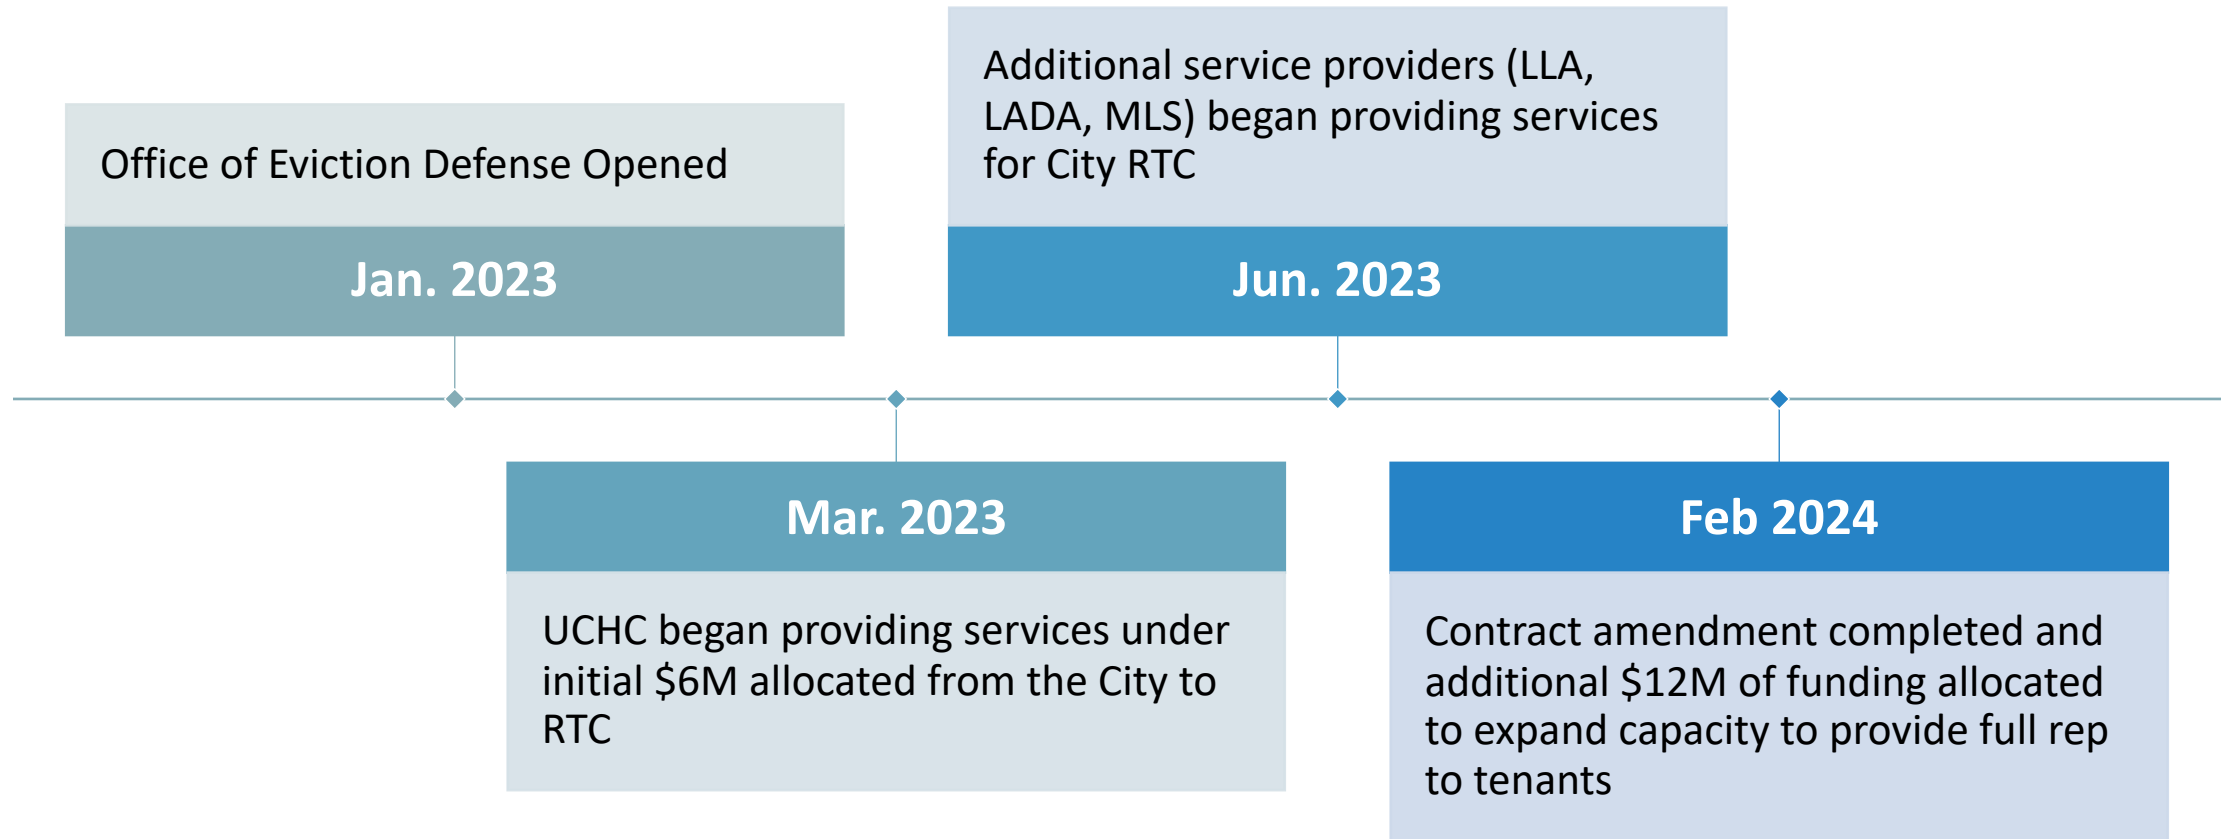 Office of Eviction Defense Opened
Jan. 2023
Mar. 2023
UCHC began providing services under
initial $6M allocated from the City to
RTC
Additional service providers (LLA,
LADA, MLS) began providing services
for City RTC
Jun. 2023
Feb 2024
Contract amendment completed and
additional $12M of funding allocated
to expand capacity to provide full rep
to tenants